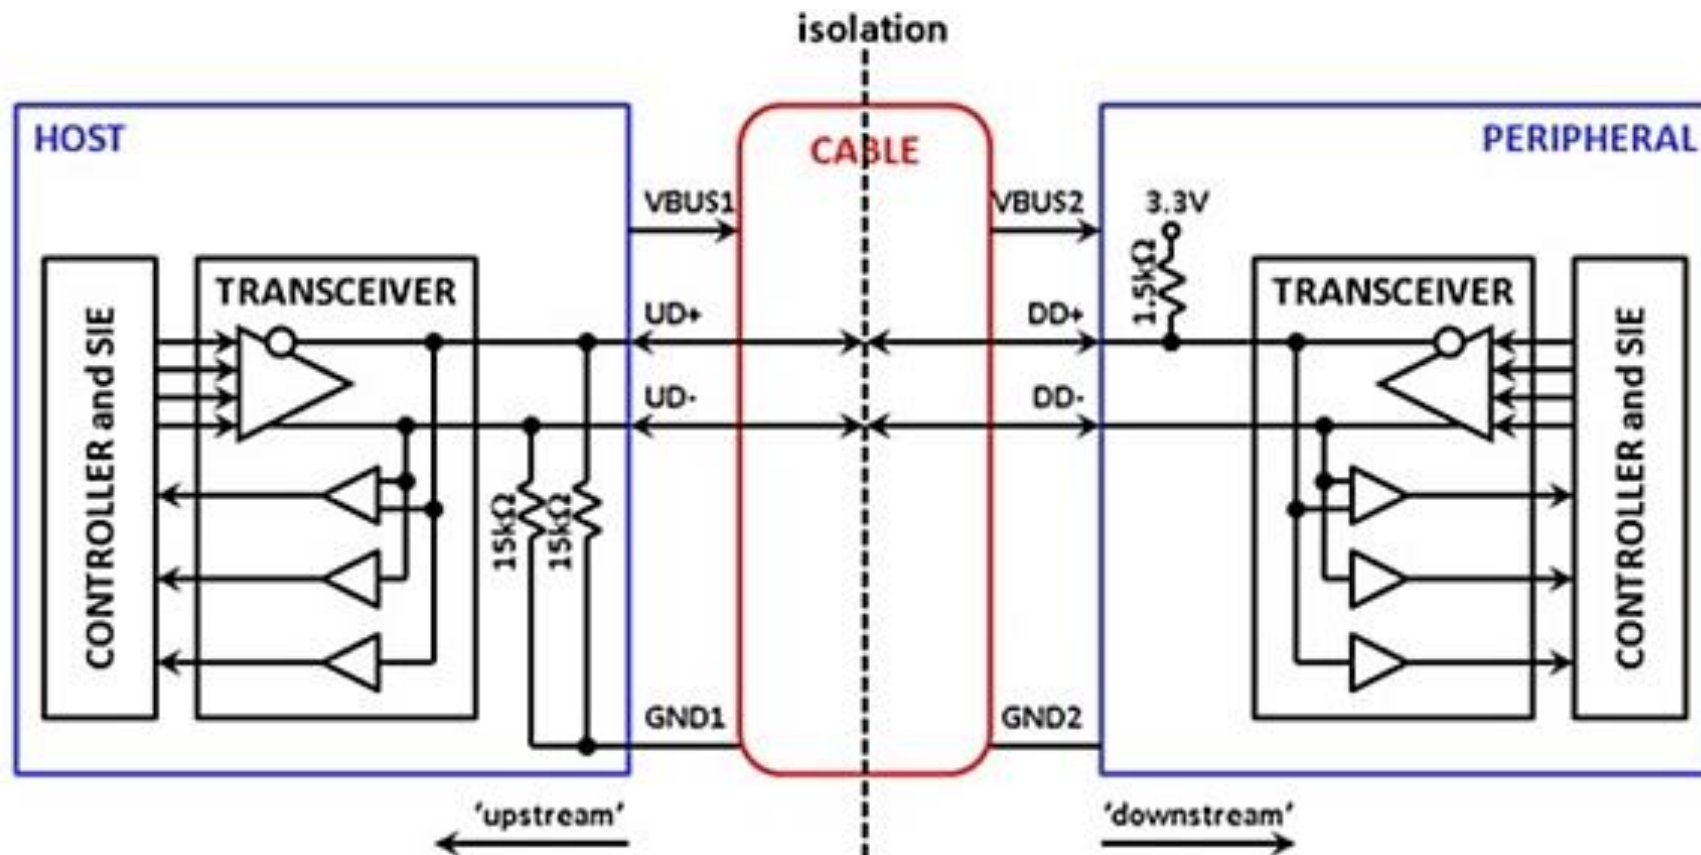 isolation
HOST
CABLE
PERIPHERAL
VBUS1
VBUS2
3.3V
1.5kΩ
TRANSCEIVER
TRANSCEIVER
UD+
DD+
UD-
DD-
CONTROLLER and SIE
CONTROLLER and SIE
15kΩ
15kΩ
GND1
GND2
‘upstream’
‘downstream’